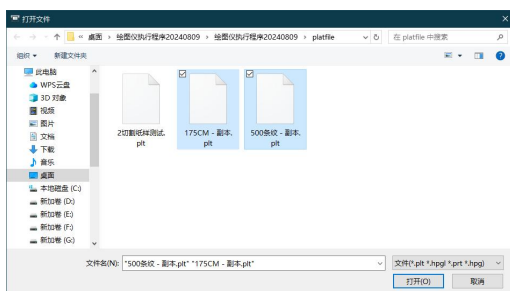 打开文件
« 桌面 › 绘图仪执行程序20240809 › 绘图仪执行程序20240809 › platfile
在 platfile 中搜索
组织 新建文件夹
此电脑
WPS云盘
3D 对象
视频
图片
文档
下载
音乐
桌面
本地磁盘 (C:)
新加卷 (D:)
新加卷 (E:)
新加卷 (F:)
新加卷 (G:)
2切割纸样测试.
plt
175CM - 副本.
plt
500条纹 - 副本.
plt
文件名(N): "500条纹 - 副本.plt" "175CM - 副本.plt"
文件(*.plt *.hpgl *.prt *.hpg)
打开(O) 取消